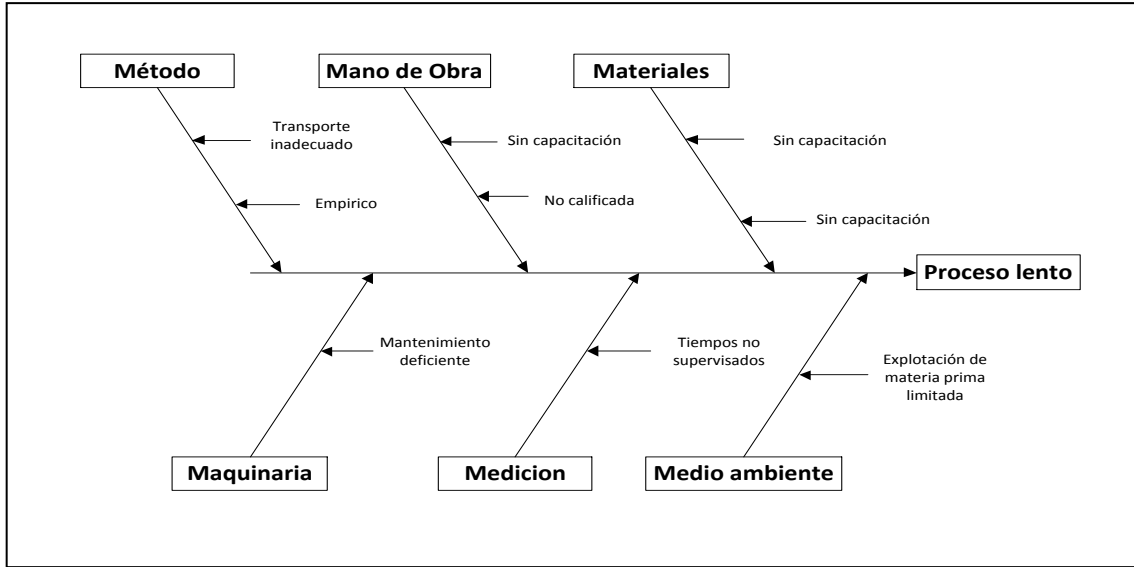 Método
Mano de Obra
Materiales
Transporte
inadecuado
Empirico
Sin capacitación
No calificada
Sin capacitación
Sin capacitación
Proceso lento
Mantenimiento
deficiente
Tiempos no
supervisados
Explotación de
materia prima
limitada
Maquinaria
Medicion
Medio ambiente